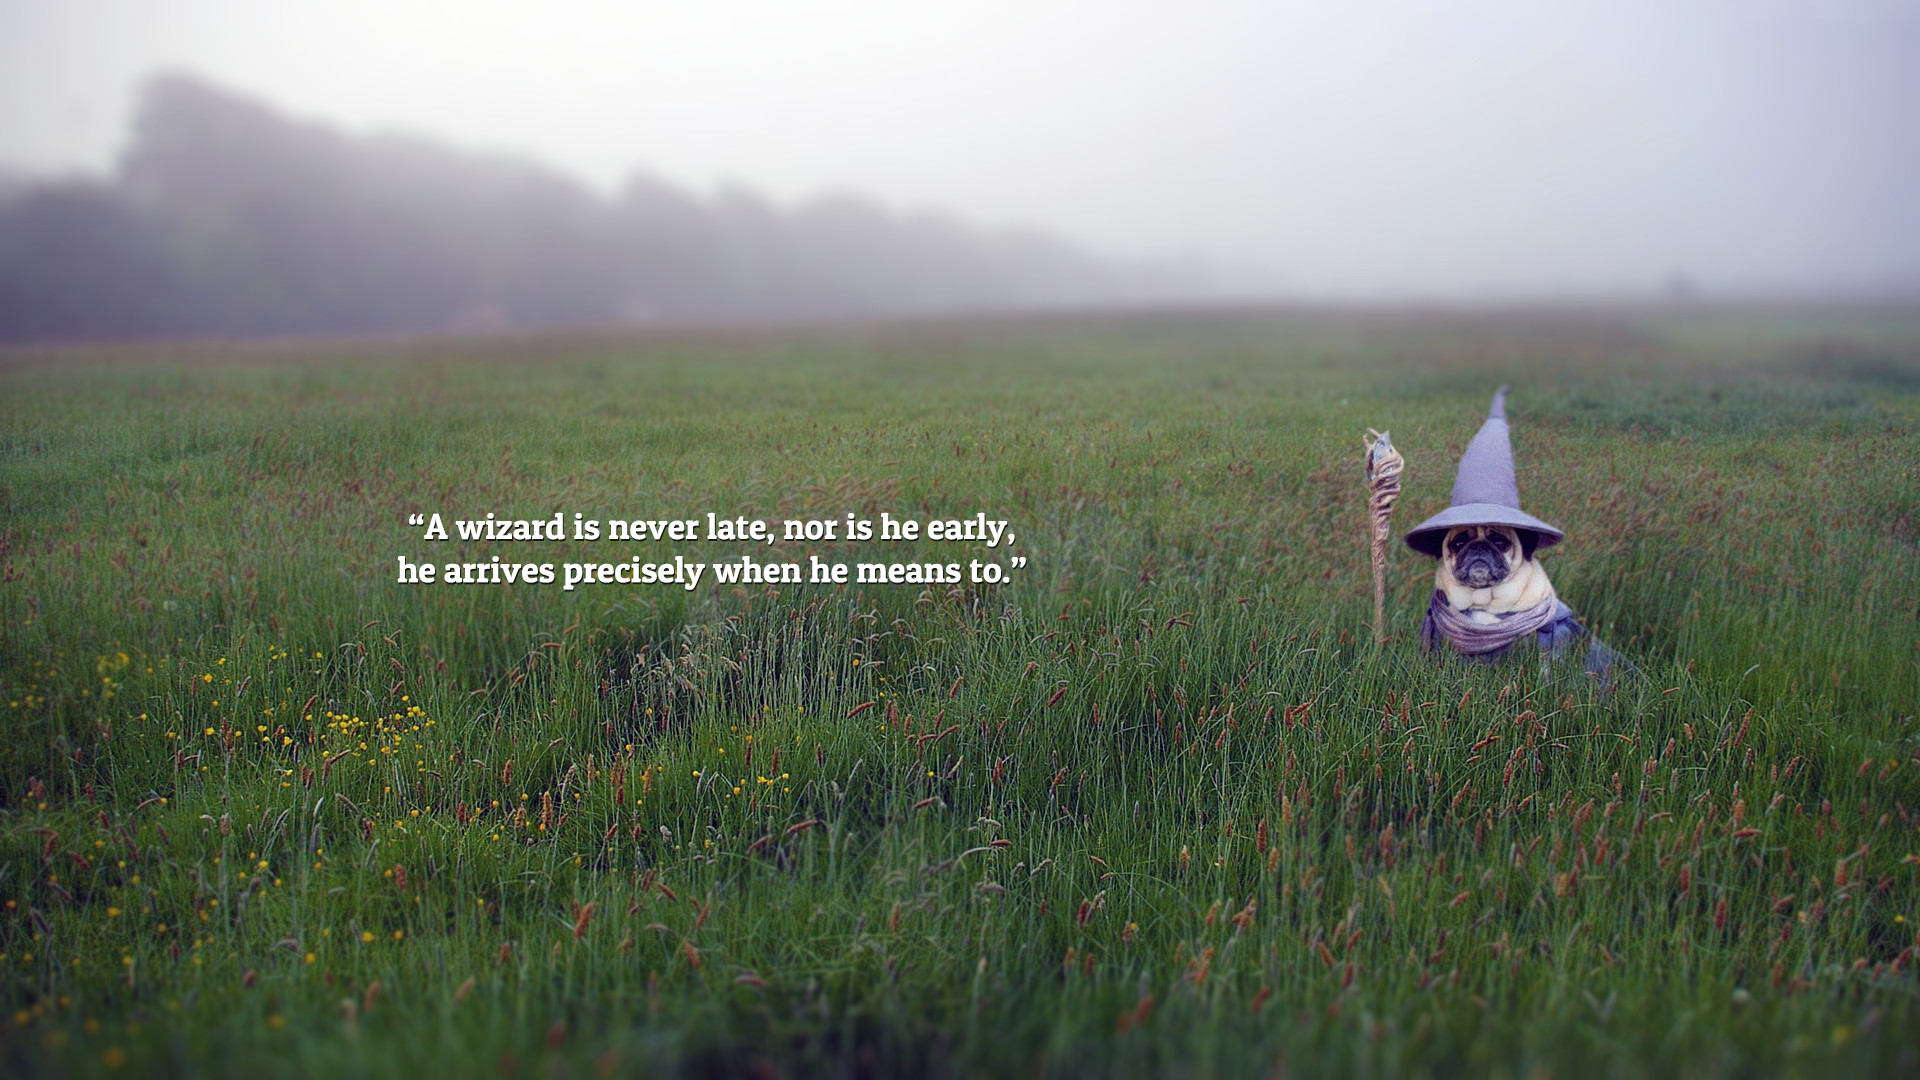 “A wizard is never late, nor is he early,
he arrives precisely when he means to.”